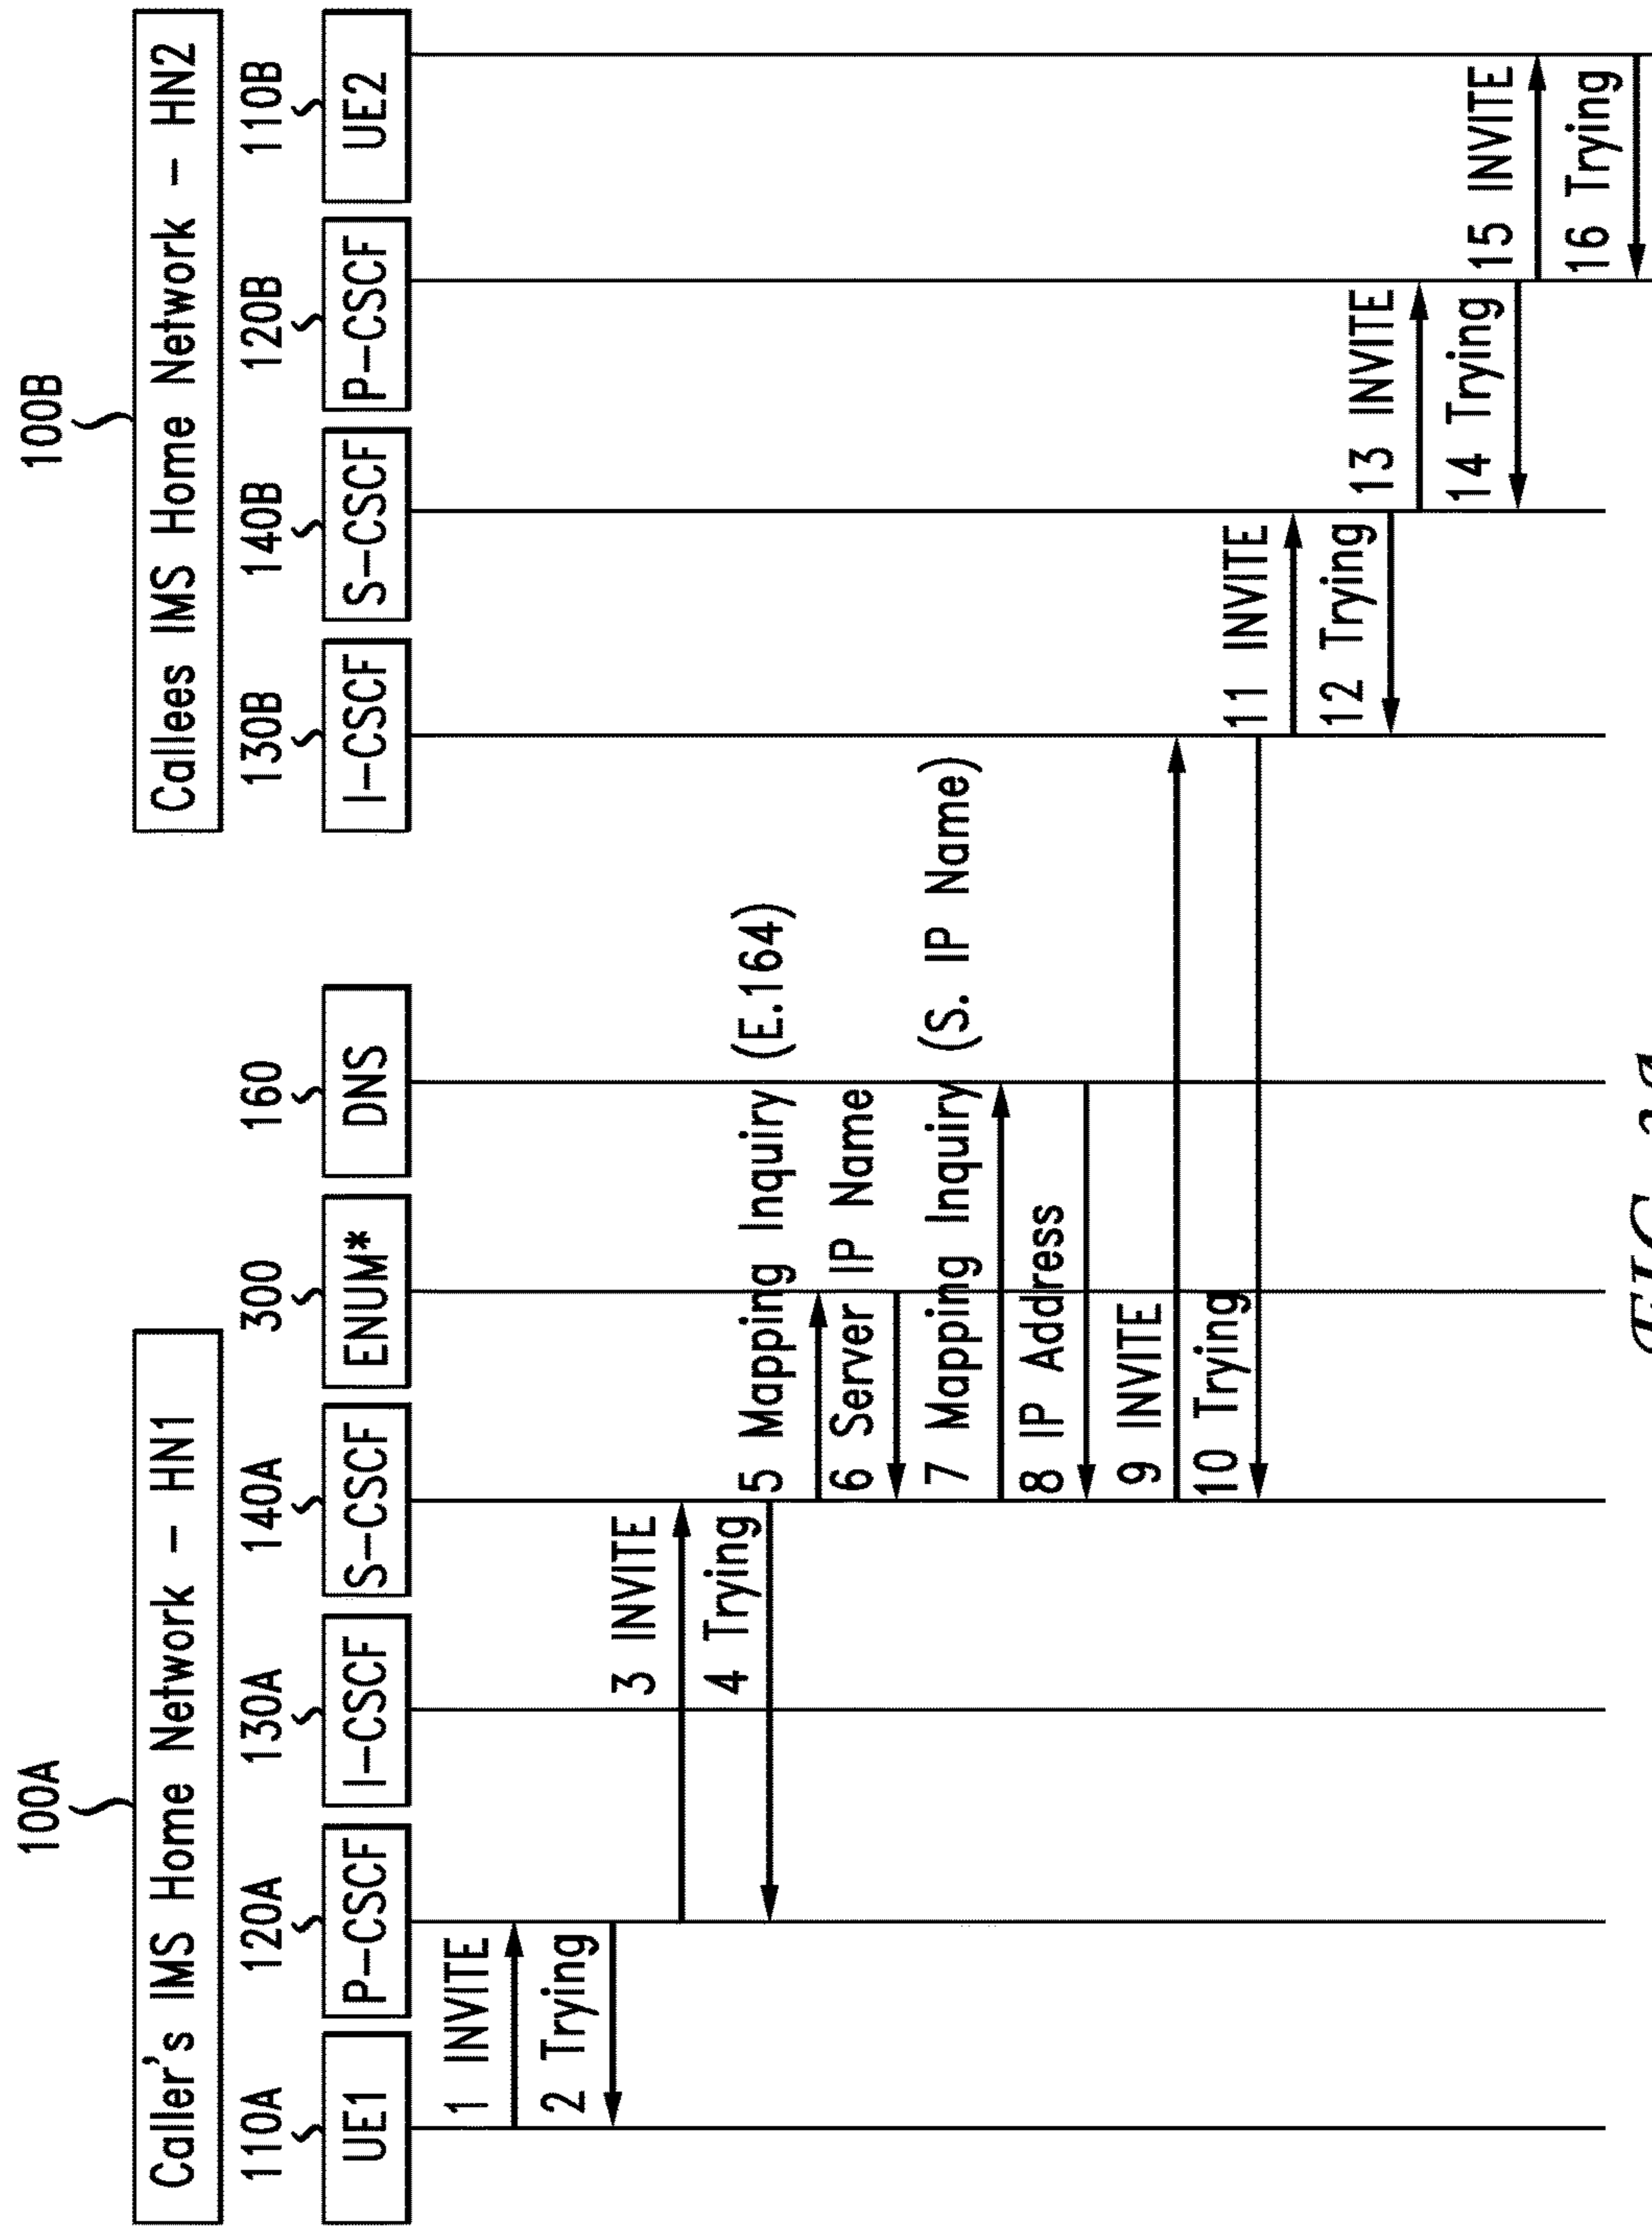 100A
100B
Caller's IMS Home Network – HN1
Callees IMS Home Network – HN2
110A
120A
130A
140A
300
160
130B
140B
120B
110B
UE1
P–CSCF
I–CSCF
S–CSCF
ENUM*
DNS
I–CSCF
S–CSCF
P–CSCF
UE2
1 INVITE
2 Trying
3 INVITE
4 Trying
5 Mapping Inquiry (E.164)
6 Server IP Name
7 Mapping Inquiry (S. IP Name)
8 IP Address
9 INVITE
10 Trying
11 INVITE
12 Trying
13 INVITE
14 Trying
15 INVITE
16 Trying